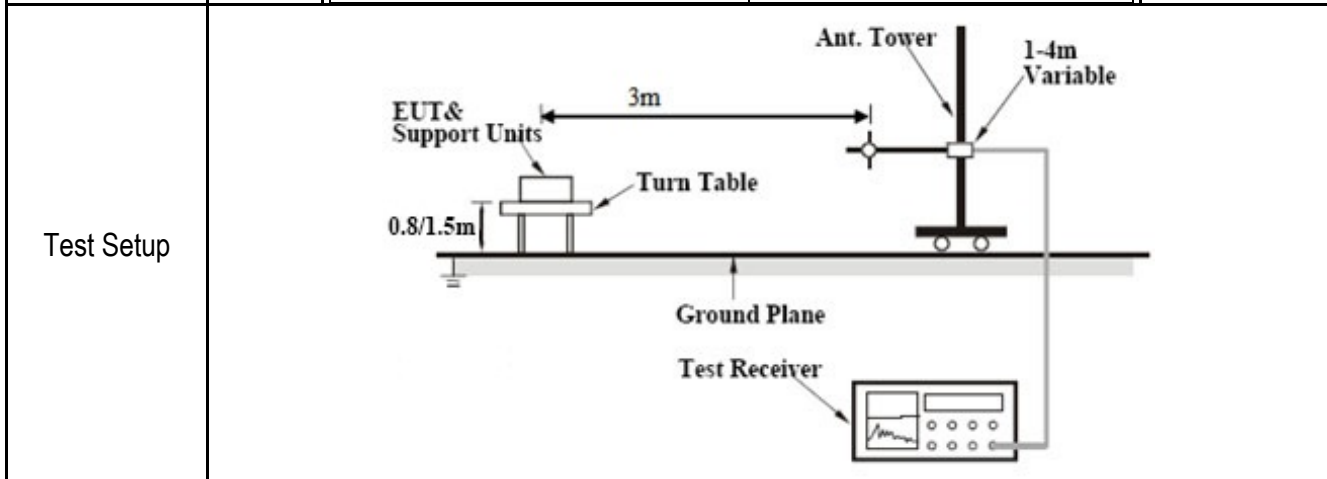 Test Setup
Ant. Tower
1-4m
Variable
3m
EUT&
Support Units
Turn Table
0.8/1.5m
Ground Plane
Test Receiver